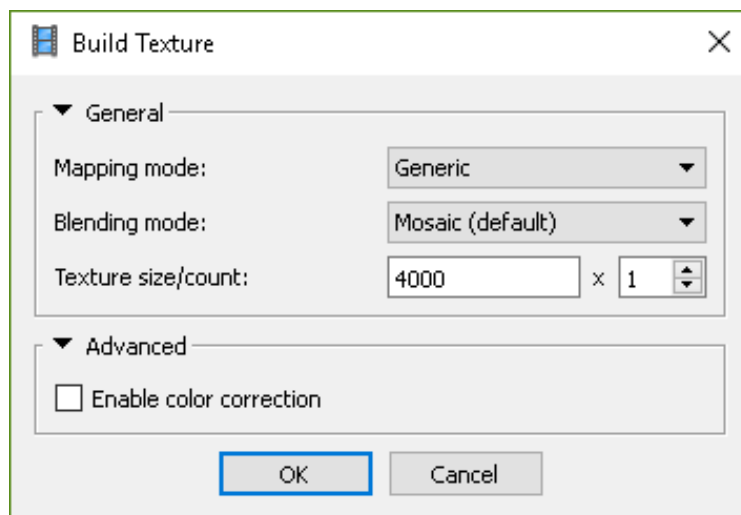 Build Texture
General
Mapping mode: Generic
Blending mode: Mosaic (default)
Texture size/count: 4000 x 1
Advanced
Enable color correction
OK Cancel